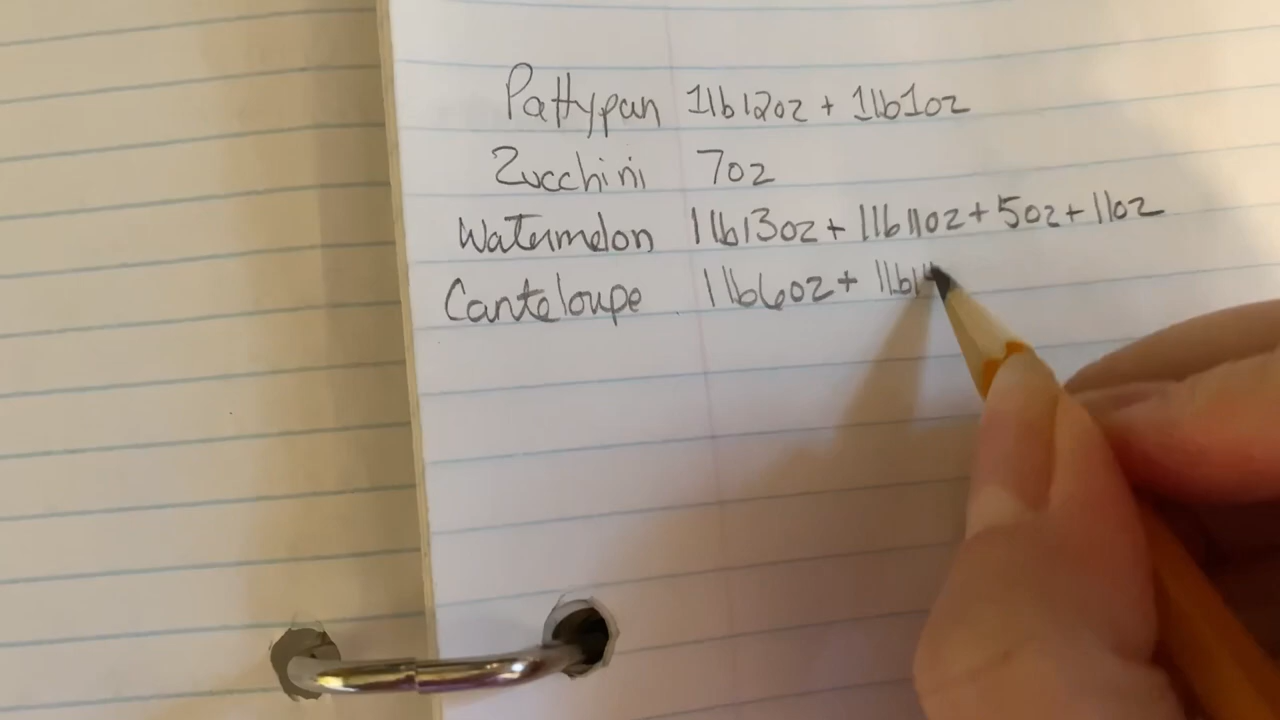 Pattypan 1lb12oz + 1lb1oz
Zucchini 7oz
Watermelon 1lb13oz + 1lb11oz + 5oz + 11oz
Canteloupe 1lb6oz + 1lb